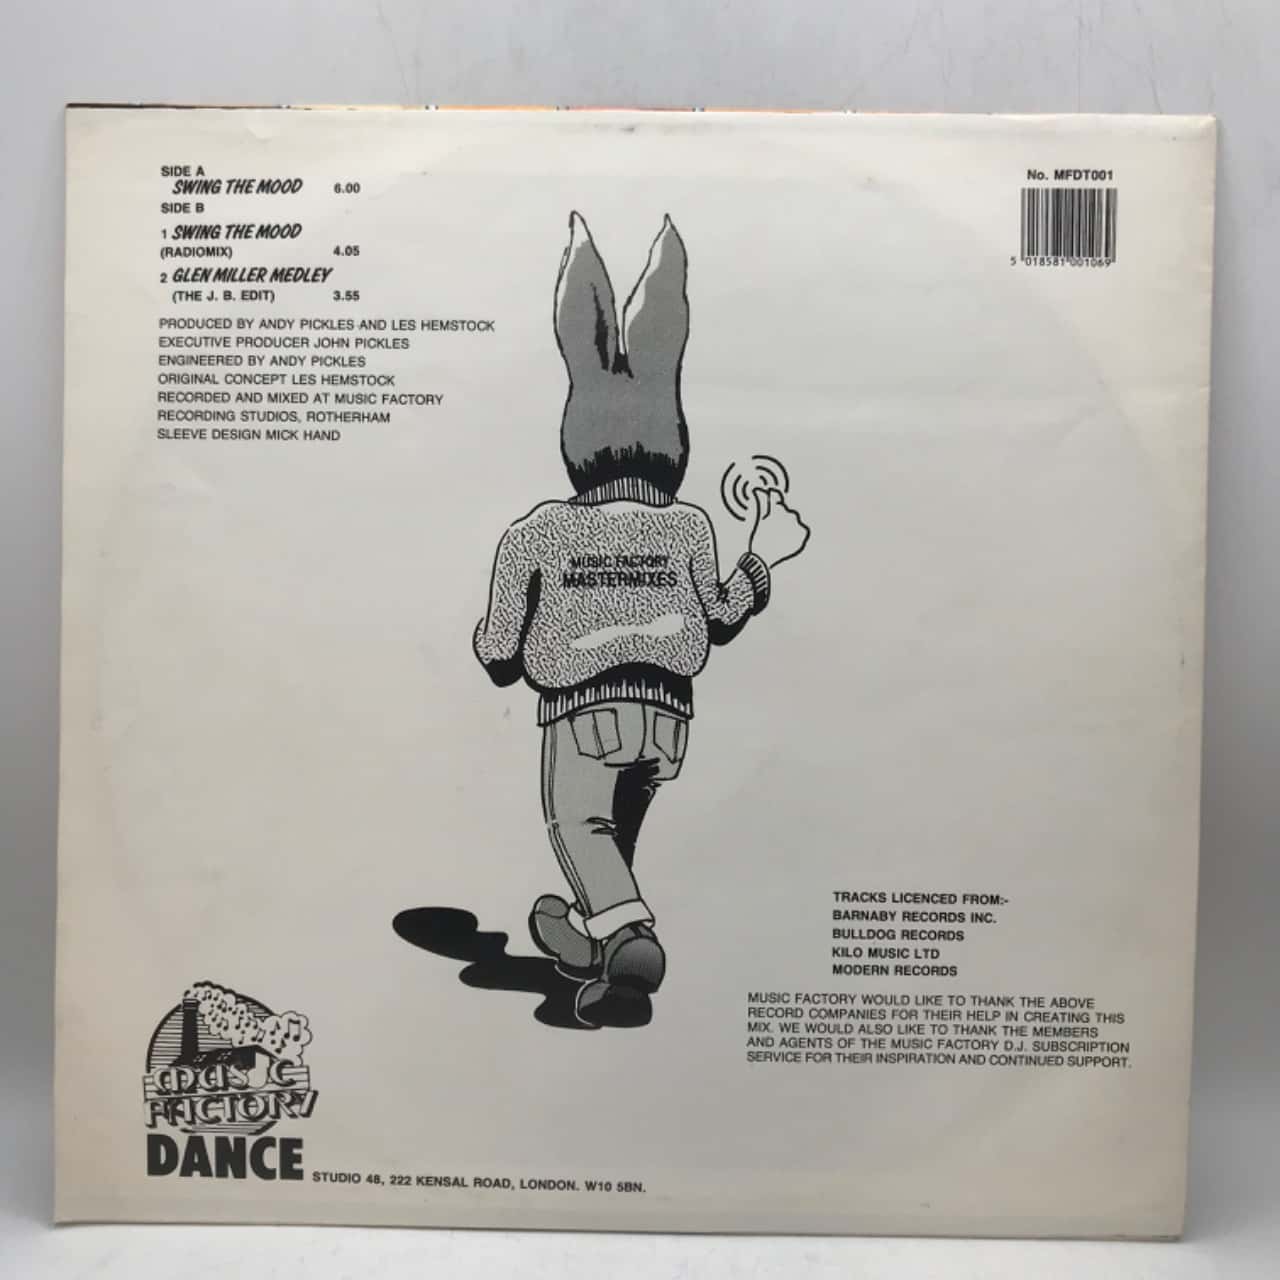 SIDE A
SWING THE MOOD 6.00
SIDE B
1 SWING THE MOOD
(RADIOMIX) 4.05
2 GLEN MILLER MEDLEY
(THE J. B. EDIT) 3.55
PRODUCED BY ANDY PICKLES AND LES HEMSTOCK
EXECUTIVE PRODUCER JOHN PICKLES
ENGINEERED BY ANDY PICKLES
ORIGINAL CONCEPT LES HEMSTOCK
RECORDED AND MIXED AT MUSIC FACTORY
RECORDING STUDIOS, ROTHERHAM
SLEEVE DESIGN MICK HAND
No. MFDT001
5 018581 001069
MUSIC FACTORY
MASTERMIXES
TRACKS LICENCED FROM:-
BARNABY RECORDS INC.
BULLDOG RECORDS
KILO MUSIC LTD
MODERN RECORDS
MUSIC FACTORY WOULD LIKE TO THANK THE ABOVE
RECORD COMPANIES FOR THEIR HELP IN CREATING THIS
MIX. WE WOULD ALSO LIKE TO THANK THE MEMBERS
AND AGENTS OF THE MUSIC FACTORY D.J. SUBSCRIPTION
SERVICE FOR THEIR INSPIRATION AND CONTINUED SUPPORT.
MUSIC
FACTORY
DANCE
STUDIO 48, 222 KENSAL ROAD, LONDON. W10 5BN.